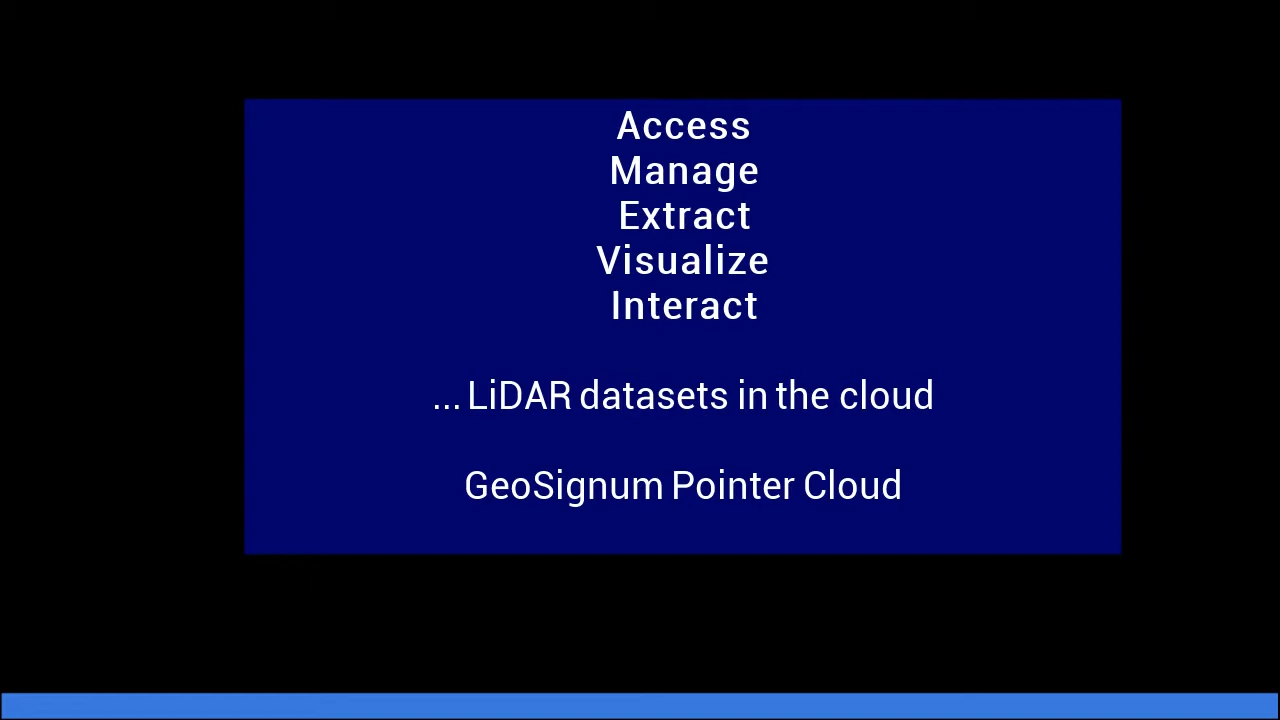 Access
Manage
Extract
Visualize
Interact
... LiDAR datasets in the cloud
GeoSignum Pointer Cloud